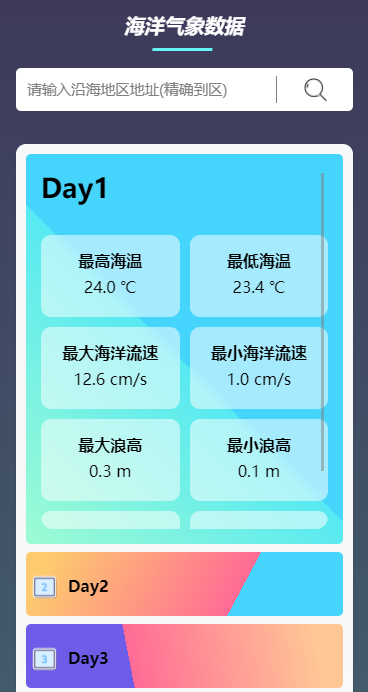 海洋气象数据
请输入沿海地区地址(精确到区)
Day1
最高海温 最低海温
24.0 ℃ 23.4 ℃
最大海洋流速 最小海洋流速
12.6 cm/s 1.0 cm/s
最大浪高 最小浪高
0.3 m 0.1 m
2 Day2
3 Day3